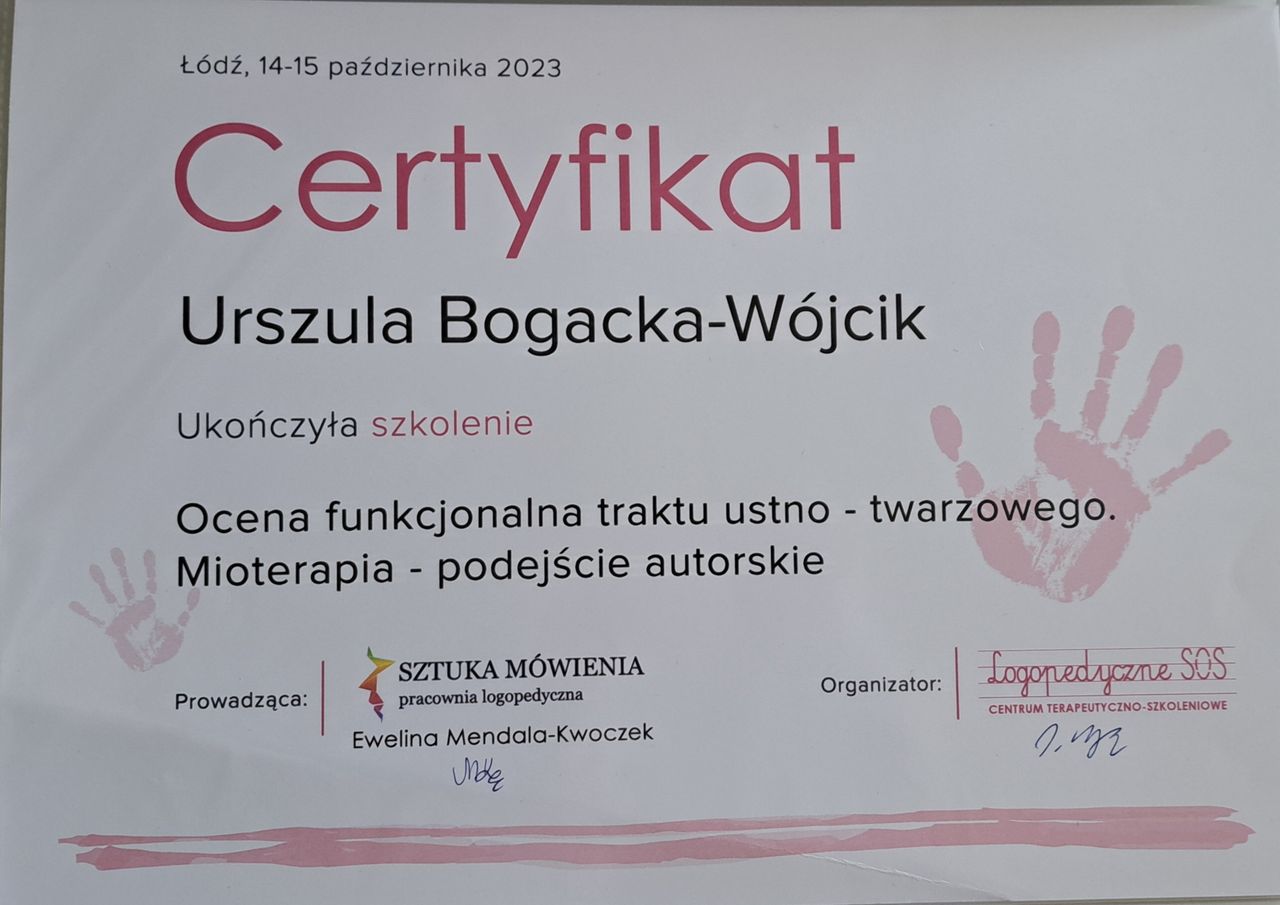 Łódź, 14-15 października 2023
Certyfikat
Urszula Bogacka-Wójcik
Ukończyła szkolenie
Ocena funkcjonalna traktu ustno - twarzowego.
Mioterapia - podejście autorskie
Prowadząca:
SZTUKA MÓWIENIA
pracownia logopedyczna
Ewelina Mendala-Kwoczek
Organizator:
Logopedyczne SOS
CENTRUM TERAPEUTYCZNO-SZKOLENIOWE